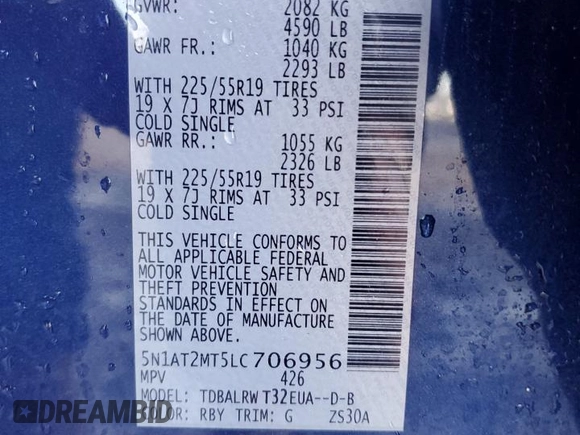 GVWR: 2082 KG
4590 LB
GAWR FR.: 1040 KG
2293 LB
WITH 225/55R19 TIRES
19 X 7J RIMS AT 33 PSI
COLD SINGLE
GAWR RR.: 1055 KG
2326 LB
WITH 225/55R19 TIRES
19 X 7J RIMS AT 33 PSI
COLD SINGLE
THIS VEHICLE CONFORMS TO
ALL APPLICABLE FEDERAL
MOTOR VEHICLE SAFETY AND
THEFT PREVENTION
STANDARDS IN EFFECT ON
THE DATE OF MANUFACTURE
SHOWN ABOVE.
5N1AT2MT5LC706956
MPV 426
MODEL: TDBALRW T32EUA--D-B
OR: RBY TRIM: G ZS30A
EPICVIN